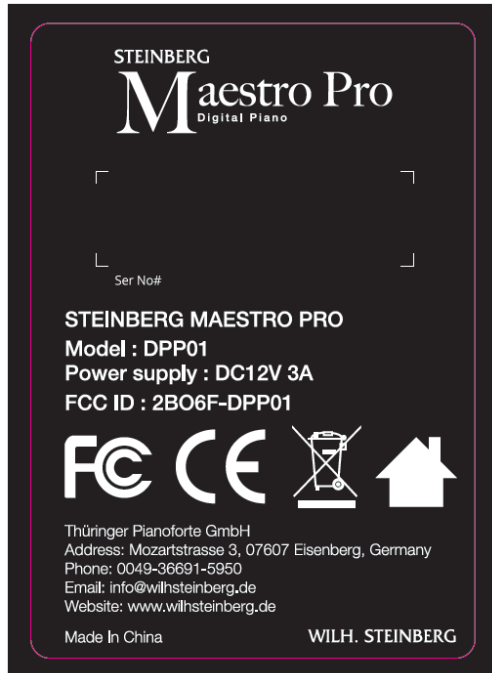 STEINBERG
Maestro Pro
Digital Piano
Ser No#
STEINBERG MAESTRO PRO
Model : DPP01
Power supply : DC12V 3A
FCC ID : 2BO6F-DPP01
FC CE
Thüringer Pianoforte GmbH
Address: Mozartstrasse 3, 07607 Eisenberg, Germany
Phone: 0049-36691-5950
Email: info@wilhsteinberg.de
Website: www.wilhsteinberg.de
Made In China
WILH. STEINBERG